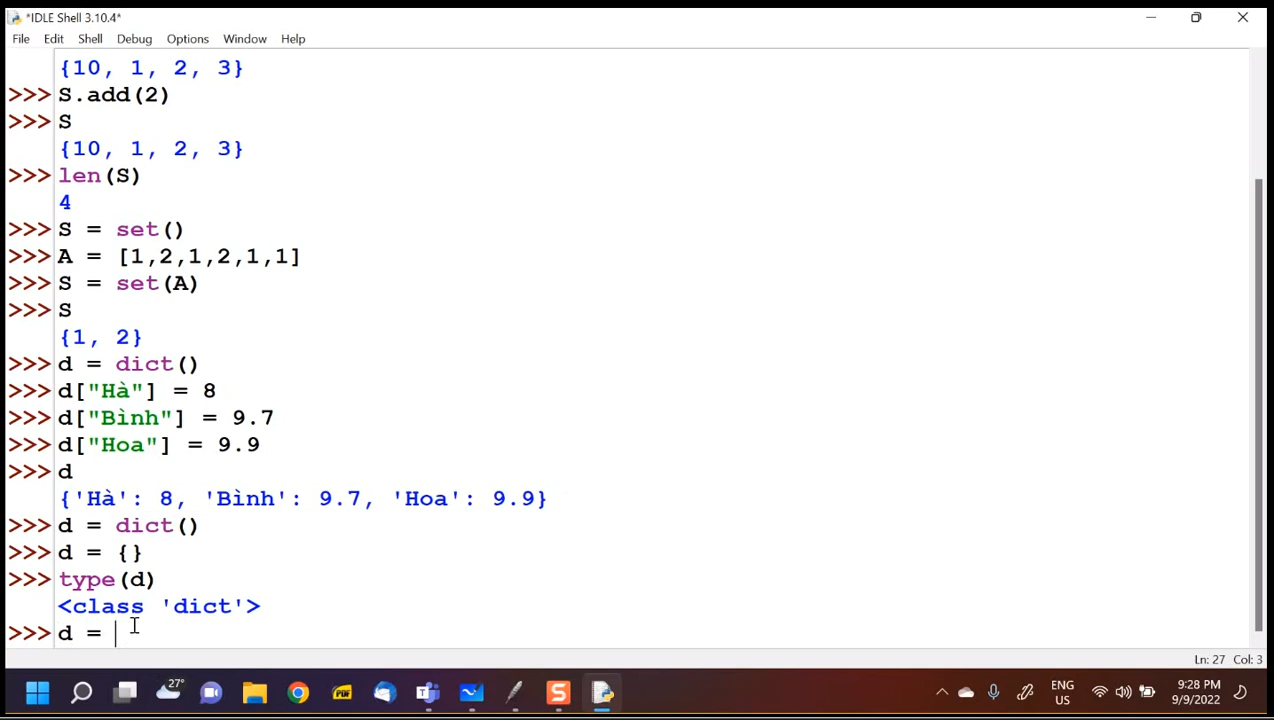 *IDLE Shell 3.10.4*
File Edit Shell Debug Options Window Help
{10, 1, 2, 3}
>>> S.add(2)
>>> S
{10, 1, 2, 3}
>>> len(S)
4
>>> S = set()
>>> A = [1,2,1,2,1,1]
>>> S = set(A)
>>> S
{1, 2}
>>> d = dict()
>>> d["Hà"] = 8
>>> d["Bình"] = 9.7
>>> d["Hoa"] = 9.9
>>> d
{'Hà': 8, 'Bình': 9.7, 'Hoa': 9.9}
>>> d = dict()
>>> d = {}
>>> type(d)
<class 'dict'>
>>> d =
Ln: 27 Col: 3
27°
PDF
S
ENG
US
9:28 PM
9/9/2022